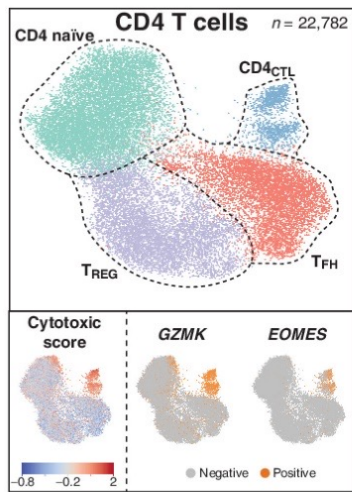 CD4 T cells
n = 22,782
CD4 naïve
CD4CTL
TREG
TFH
Cytotoxic
score
GZMK
EOMES
−0.8 −0.2 2
Negative Positive